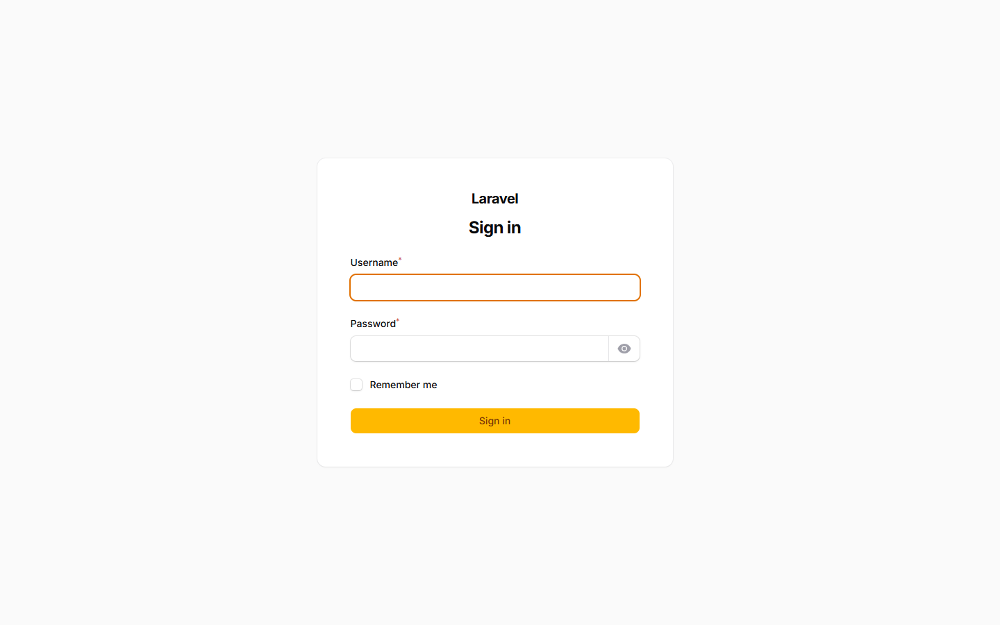 Laravel
Sign in
Username*
Password*
Remember me
Sign in